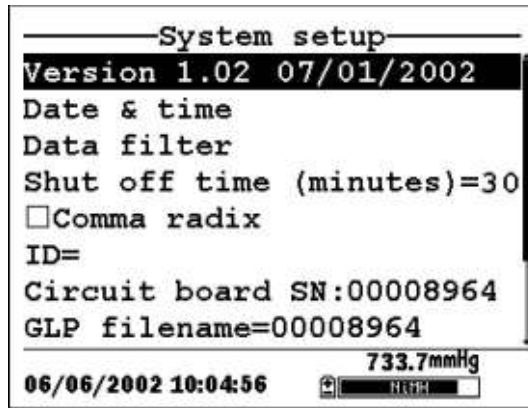 System setup
Version 1.02 07/01/2002
Date & time
Data filter
Shut off time (minutes)=30
Comma radix
ID=
Circuit board SN:00008964
GLP filename=00008964
733.7mmHg
06/06/2002 10:04:56
NiMH